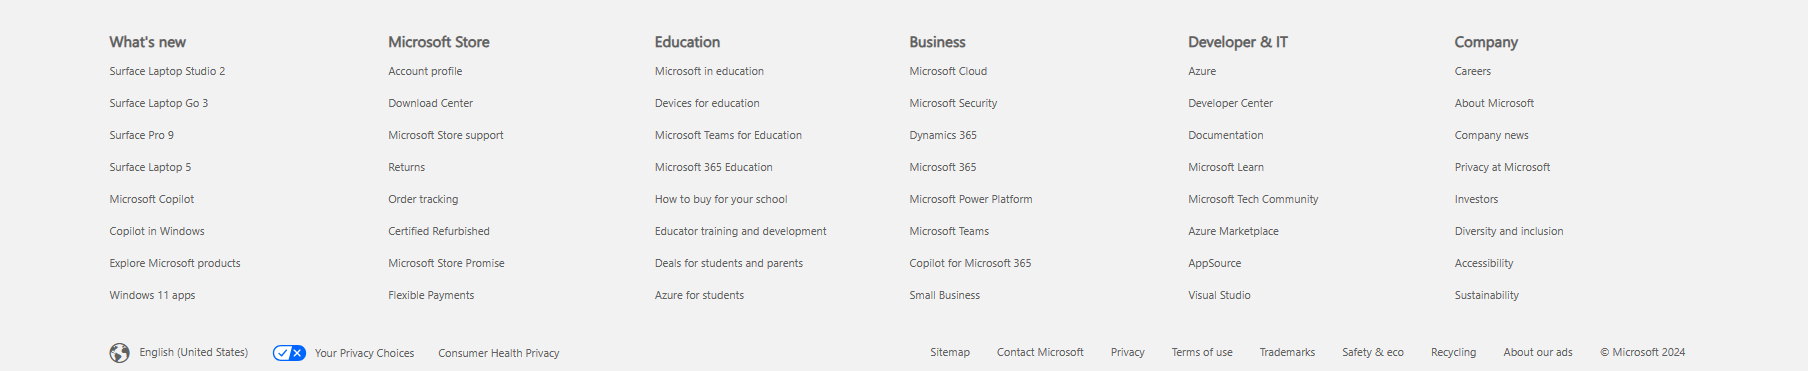 What's new
Surface Laptop Studio 2
Surface Laptop Go 3
Surface Pro 9
Surface Laptop 5
Microsoft Copilot
Copilot in Windows
Explore Microsoft products
Windows 11 apps
Microsoft Store
Account profile
Download Center
Microsoft Store support
Returns
Order tracking
Certified Refurbished
Microsoft Store Promise
Flexible Payments
Education
Microsoft in education
Devices for education
Microsoft Teams for Education
Microsoft 365 Education
How to buy for your school
Educator training and development
Deals for students and parents
Azure for students
Business
Microsoft Cloud
Microsoft Security
Dynamics 365
Microsoft 365
Microsoft Power Platform
Microsoft Teams
Copilot for Microsoft 365
Small Business
Developer & IT
Azure
Developer Center
Documentation
Microsoft Learn
Microsoft Tech Community
Azure Marketplace
AppSource
Visual Studio
Company
Careers
About Microsoft
Company news
Privacy at Microsoft
Investors
Diversity and inclusion
Accessibility
Sustainability
English (United States) Your Privacy Choices Consumer Health Privacy Sitemap Contact Microsoft Privacy Terms of use Trademarks Safety & eco Recycling About our ads © Microsoft 2024